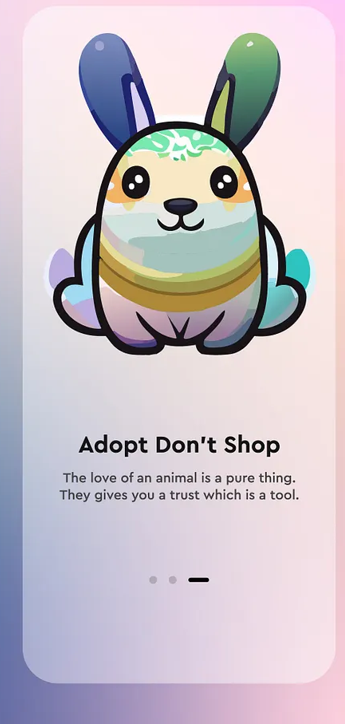 Adopt Don't Shop
The love of an animal is a pure thing.
They gives you a trust which is a tool.